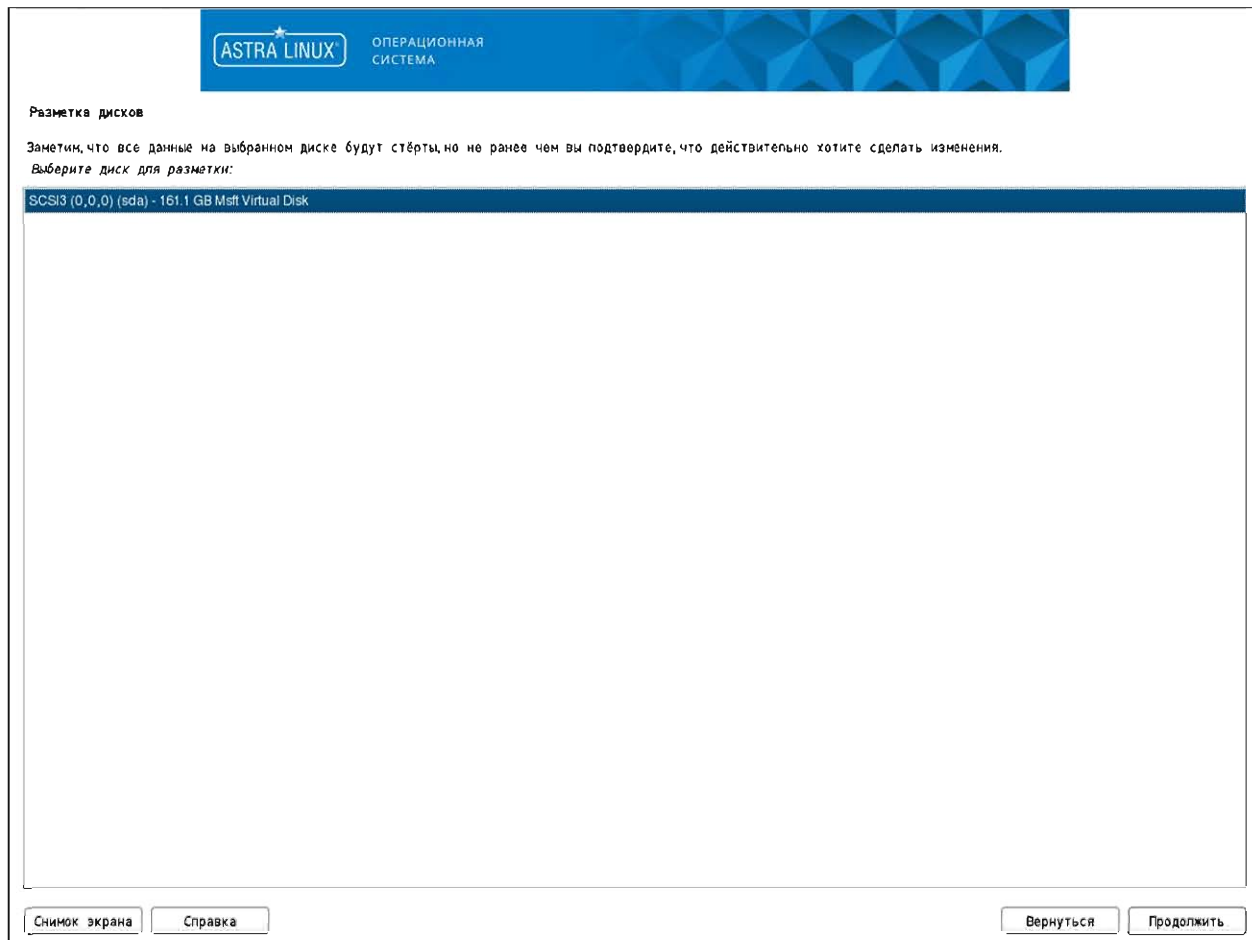 ASTRA LINUX®
ОПЕРАЦИОННАЯ
СИСТЕМА
Разметка дисков
Заметим, что все данные на выбранном диске будут стёрты, но не ранее чем вы подтвердите, что действительно хотите сделать изменения.
Выберите диск для разметки:
SCSI3 (0,0,0) (sda) - 161.1 GB Msft Virtual Disk
Снимок экрана Справка Вернуться Продолжить